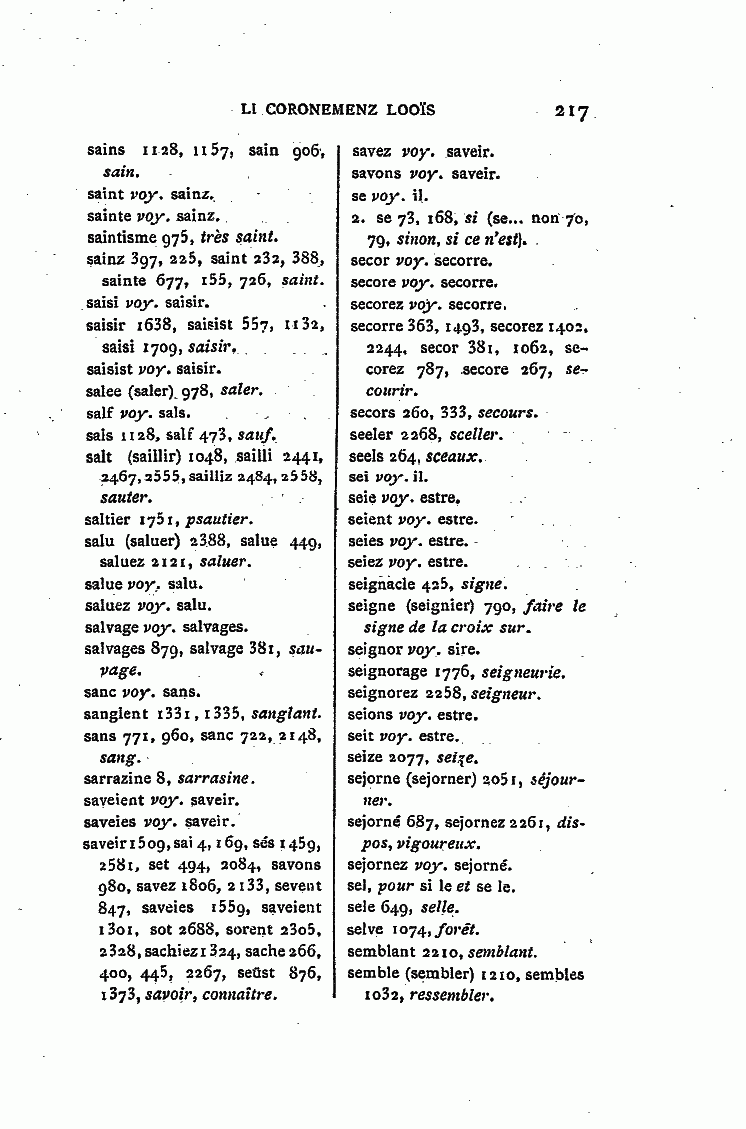 LI CORONEMENZ LOOÏS 217
sains 1128, 1157, sain 906,
sain.
saint voy. sainz.
sainte voy. sainz.
saintisme 975, très saint.
sainz 397, 225, saint 232, 388,
sainte 677, 155, 726, saint.
saisi voy. saisir.
saisir 1638, saisist 557, 1132,
saisi 1709, saisir.
saisist voy. saisir.
salee (saler) 978, saler.
salf voy. sals.
sals 1128, salf 473, sauf.
salt (saillir) 1048, sailli 2441,
2467, 2555, sailliz 2484, 2558,
sauter.
saltier 1751, psautier.
salu (saluer) 2388, salue 449,
saluez 2121, saluer.
salue voy. salu.
saluez voy. salu.
salvage voy. salvages.
salvages 879, salvage 381, sau-
vage.
sanc voy. sans.
sanglent 1331, 1335, sanglant.
sans 771, 960, sanc 722, 2148,
sang.
sarrazine 8, sarrasine.
saveient voy. saveir.
saveies voy. saveir.
saveir 1509, sai 4, 169, sés 1459,
2581, set 494, 2084, savons
980, savez 1806, 2133, sevent
847, saveies 1559, saveient
1301, sot 2688, sorent 2305,
2328, sachiez 1324, sache 266,
400, 445, 2267, seüst 876,
1373, savoir, connaître.
savez voy. saveir.
savons voy. saveir.
se voy. il.
2. se 73, 168, si (se... non 70,
79, sinon, si ce n'est).
secor voy. secorre.
secore voy. secorre.
secorez voy. secorre.
secorre 363, 1493, secorez 1402,
2244, secor 381, 1062, se-
corez 787, secore 267, se-
courir.
secors 260, 333, secours.
seeler 2268, sceller.
seels 264, sceaux.
sei voy. il.
seie voy. estre.
seient voy. estre.
seies voy. estre.
seiez voy. estre.
seignacle 425, signe.
seigne (seignier) 790, faire le
signe de la croix sur.
seignor voy. sire.
seignorage 1776, seigneurie.
seignorez 2258, seigneur.
seions voy. estre.
seit voy. estre.
seize 2077, seize.
sejorne (sejorner) 2051, séjour-
ner.
sejorné 687, sejornez 2261, dis-
pos, vigoureux.
sejornez voy. sejorné.
sel, pour si le et se le.
sele 649, selle.
selve 1074, forêt.
semblant 2210, semblant.
semble (sembler) 1210, sembles
1032, ressembler.